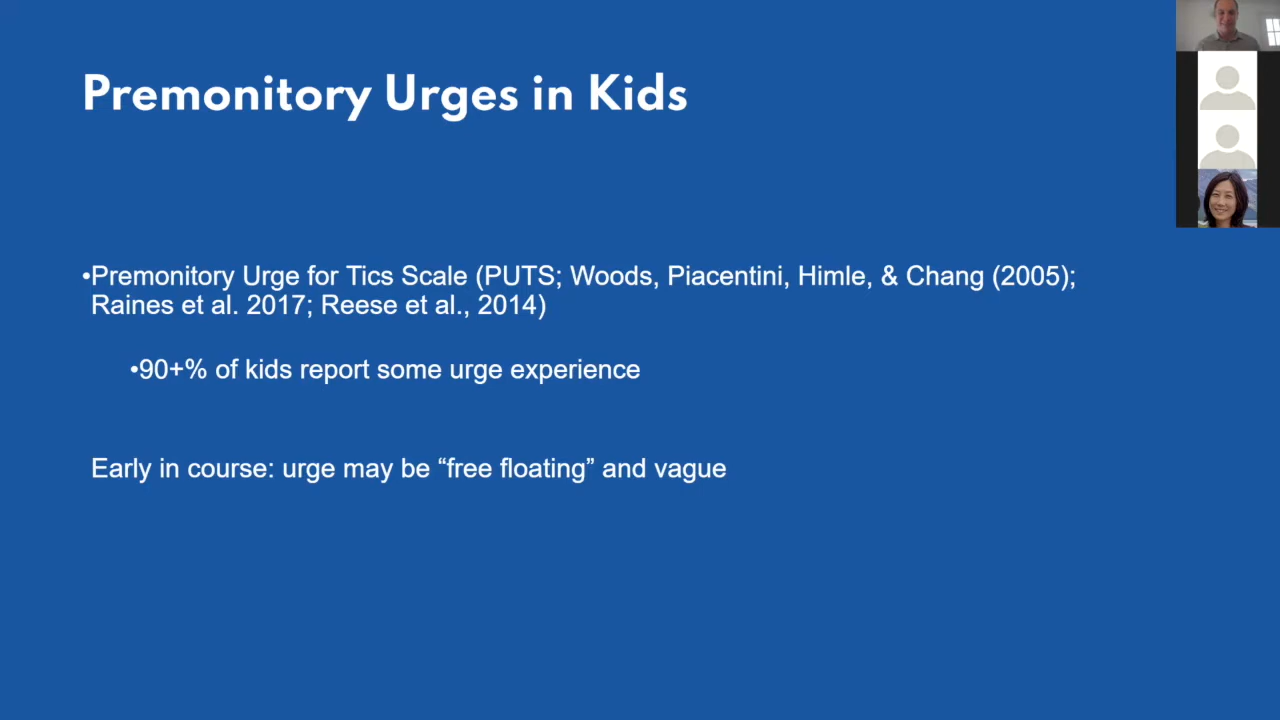 Premonitory Urges in Kids
•Premonitory Urge for Tics Scale (PUTS; Woods, Piacentini, Himle, & Chang (2005);
Raines et al. 2017; Reese et al., 2014)
•90+% of kids report some urge experience
Early in course: urge may be “free floating” and vague